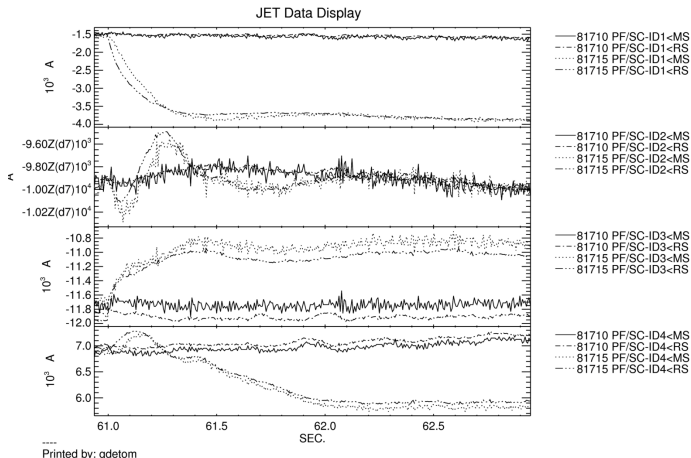 JET Data Display
-1.5
-2.0
-2.5
-3.0
-3.5
-4.0
10³ A
81710 PF/SC-ID1<MS
81710 PF/SC-ID1<RS
81715 PF/SC-ID1<MS
81715 PF/SC-ID1<RS
-9.60Z(d7)10³
-9.80Z(d7)10³
-1.00Z(d7)10⁴
-1.02Z(d7)10⁴
A
81710 PF/SC-ID2<MS
81710 PF/SC-ID2<RS
81715 PF/SC-ID2<MS
81715 PF/SC-ID2<RS
-10.8
-11.0
-11.2
-11.4
-11.6
-11.8
-12.0
10³ A
81710 PF/SC-ID3<MS
81710 PF/SC-ID3<RS
81715 PF/SC-ID3<MS
81715 PF/SC-ID3<RS
7.0
6.5
6.0
10³ A
81710 PF/SC-ID4<MS
81710 PF/SC-ID4<RS
81715 PF/SC-ID4<MS
81715 PF/SC-ID4<RS
61.0 61.5 62.0 62.5
SEC.
----
Printed by: gdetom